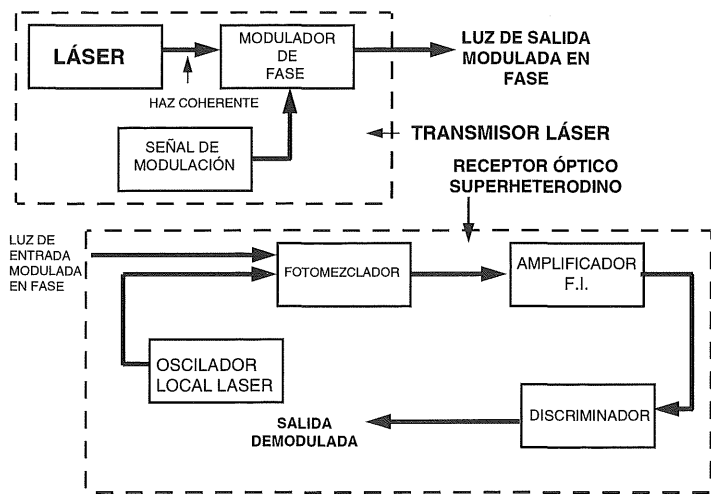 LÁSER
MODULADOR
DE
FASE
LUZ DE SALIDA
MODULADA EN
FASE
HAZ COHERENTE
SEÑAL DE
MODULACIÓN
TRANSMISOR LÁSER
RECEPTOR ÓPTICO
SUPERHETERODINO
LUZ DE
ENTRADA
MODULADA
EN FASE
FOTOMEZCLADOR
AMPLIFICADOR
F.I.
OSCILADOR
LOCAL LASER
DISCRIMINADOR
SALIDA
DEMODULADA